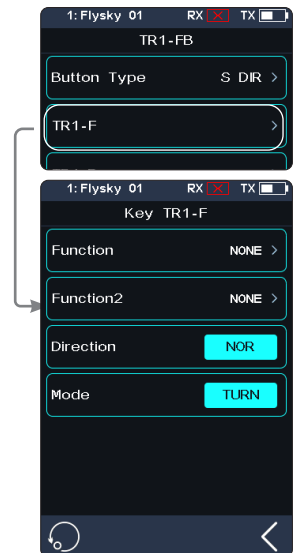 1: Flysky 01 RX TX
TR1-FB
Button Type S DIR >
TR1-F >
1: Flysky 01 RX TX
Key TR1-F
Function NONE >
Function2 NONE >
Direction NOR
Mode TURN